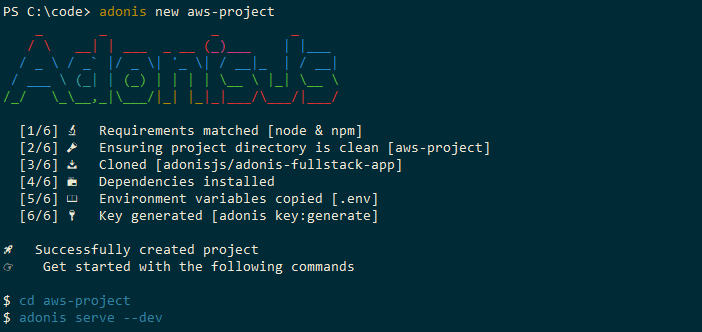 PS C:\code> adonis new aws-project
AdonisJs
[1/6] Requirements matched [node & npm]
[2/6] Ensuring project directory is clean [aws-project]
[3/6] Cloned [adonisjs/adonis-fullstack-app]
[4/6] Dependencies installed
[5/6] Environment variables copied [.env]
[6/6] Key generated [adonis key:generate]
Successfully created project
Get started with the following commands
$ cd aws-project
$ adonis serve --dev